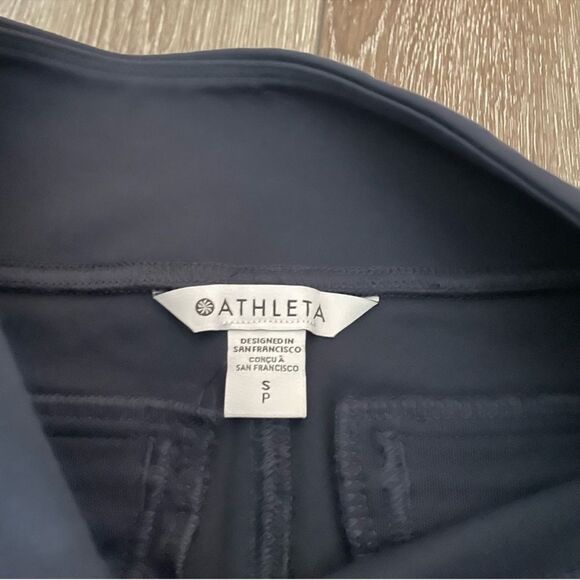 ATHLETA
DESIGNED IN
SAN FRANCISCO
CONÇU À
SAN FRANCISCO
S
P